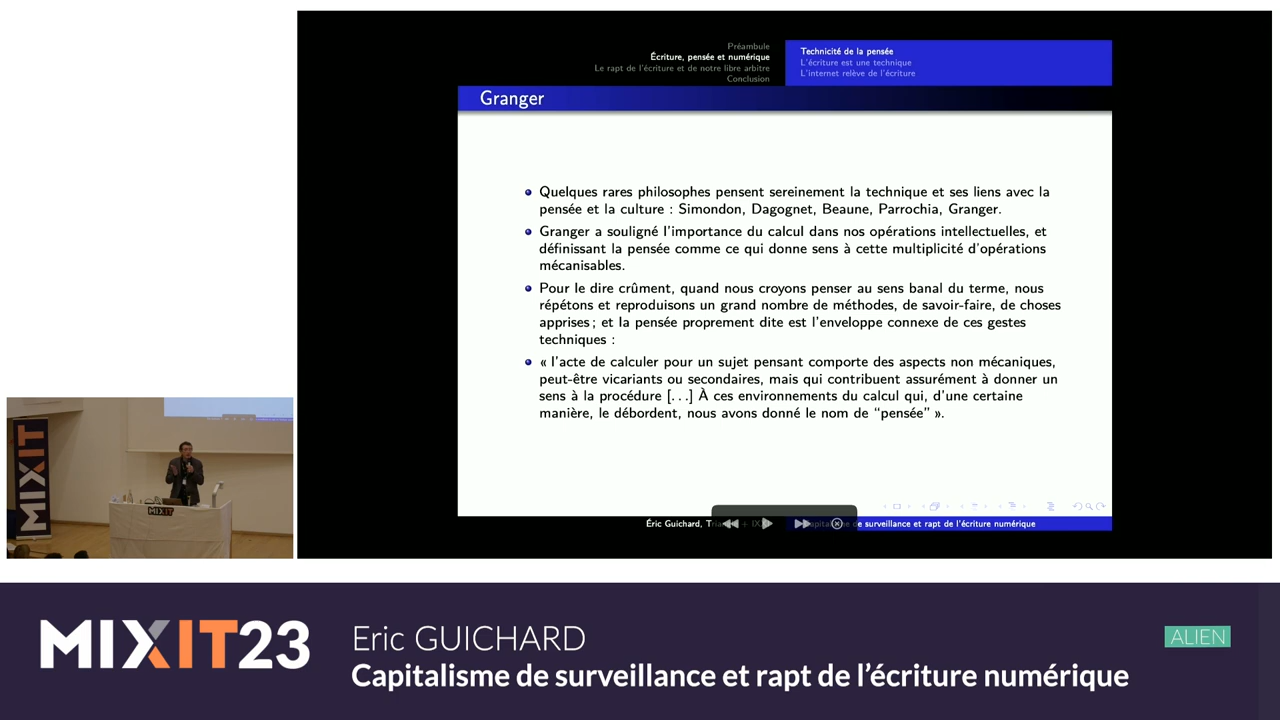 Préambule
Écriture, pensée et numérique
Le rapt de l'écriture et de notre libre arbitre
Conclusion
Technicité de la pensée
L'écriture est une technique
L'internet relève de l'écriture
Granger
Quelques rares philosophes pensent sereinement la technique et ses liens avec la
pensée et la culture : Simondon, Dagognet, Beaune, Parrochia, Granger.
Granger a souligné l'importance du calcul dans nos opérations intellectuelles, et
définissant la pensée comme ce qui donne sens à cette multiplicité d'opérations
mécanisables.
Pour le dire crûment, quand nous croyons penser au sens banal du terme, nous
répétons et reproduisons un grand nombre de méthodes, de savoir-faire, de choses
apprises ; et la pensée proprement dite est l'enveloppe connexe de ces gestes
techniques :
« l'acte de calculer pour un sujet pensant comporte des aspects non mécaniques,
peut-être vicariants ou secondaires, mais qui contribuent assurément à donner un
sens à la procédure [...] À ces environnements du calcul qui, d'une certaine
manière, le débordent, nous avons donné le nom de “pensée” ».
Éric Guichard,
de surveillance et rapt de l'écriture numérique
MIXIT
MIXIT
MIXIT23
Eric GUICHARD
ALIEN
Capitalisme de surveillance et rapt de l'écriture numérique